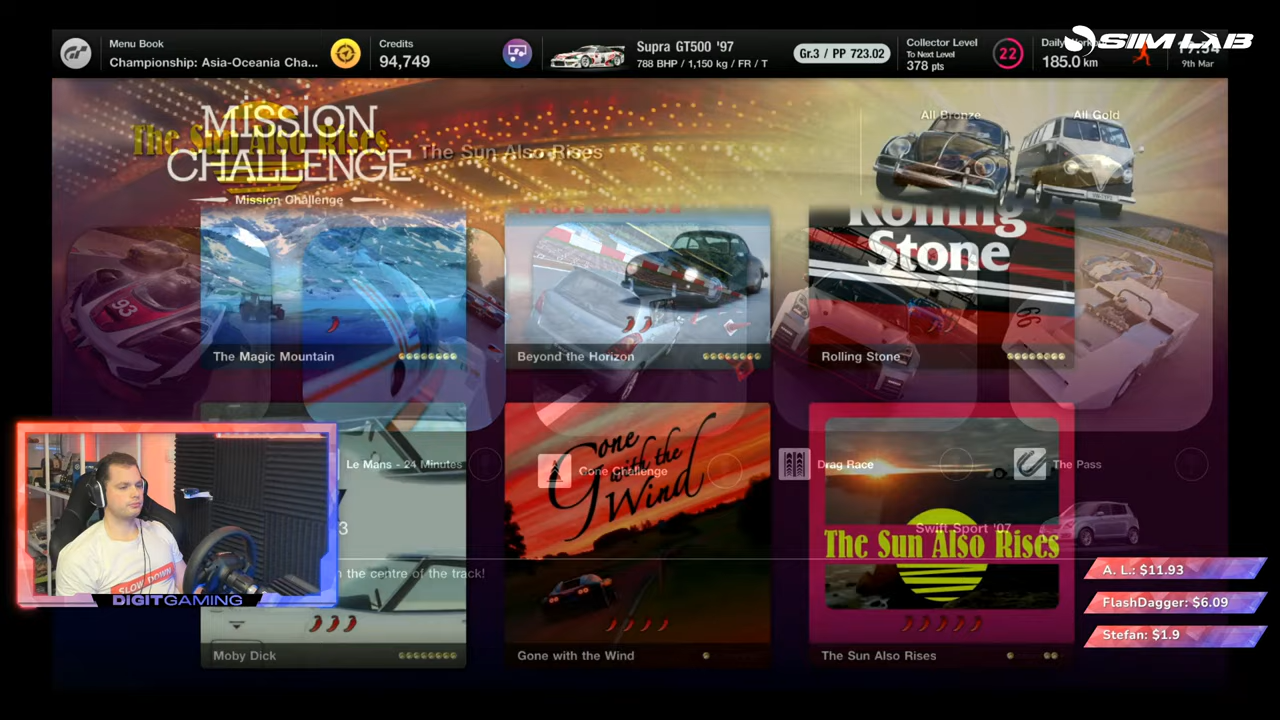 Menu Book
Championship: Asia-Oceania Cha...
Credits
94,749
Supra GT500 '97
788 BHP / 1,150 kg / FR / T
Gr.3 / PP 723.02
Collector Level
To Next Level
378 pts
22
185.0 km
9th Mar
SIM LAB
MISSION
CHALLENGE
Mission Challenge
The Sun Also Rises
The Sun Also Rises
All Bronze
All Gold
93
Rolling
Stone
66
The Magic Mountain
Beyond the Horizon
Rolling Stone
Le Mans - 24 Minutes
Cone Challenge
Drag Race
The Pass
Gone
with the
Wind
Swift Sport '07
The Sun Also Rises
n the centre of the track!
SLOW DOWN
DIGITGAMING
A. L.: $11.93
FlashDagger: $6.09
Stefan: $1.9
Moby Dick
Gone with the Wind
The Sun Also Rises